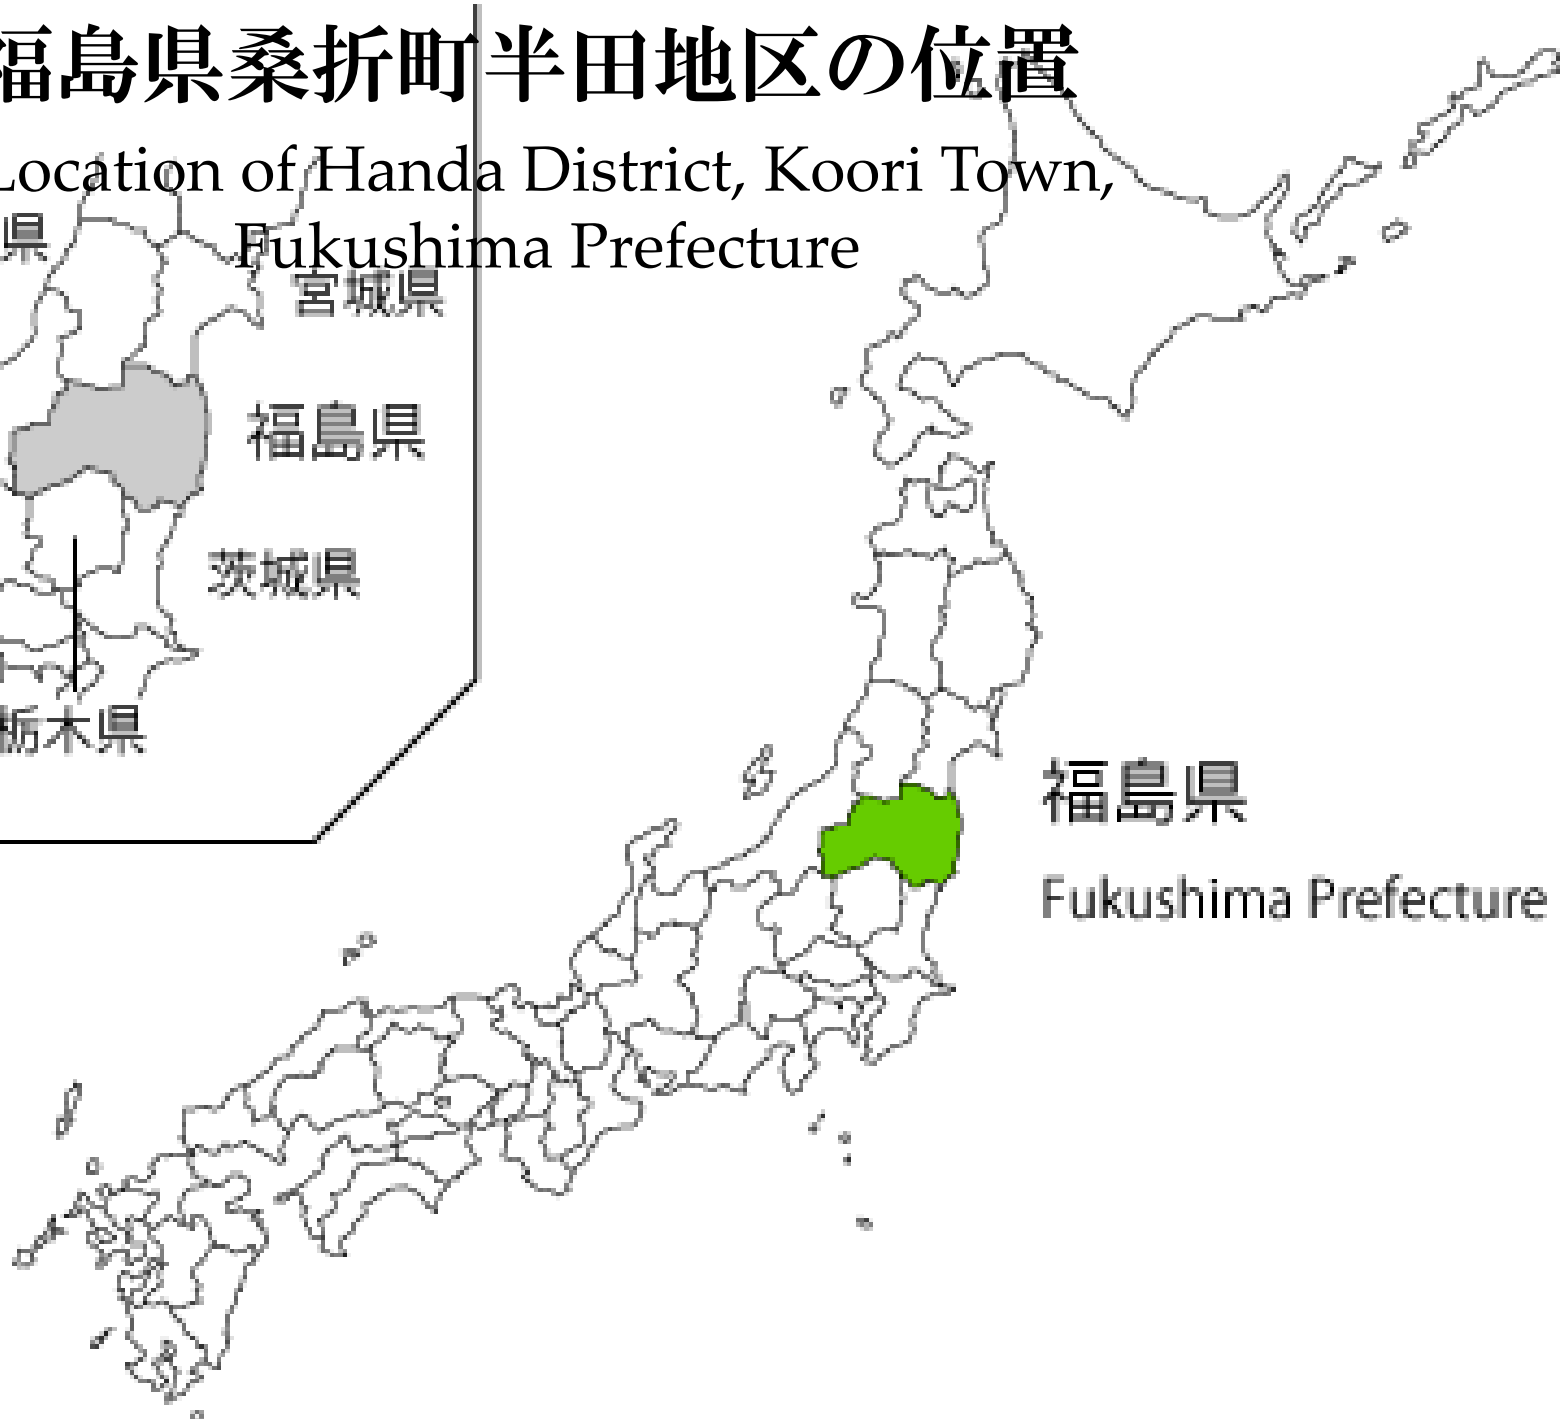 福島県桑折町半田地区の位置
Location of Handa District, Koori Town,
Fukushima Prefecture
県
宮城県
福島県
茨城県
栃木県
福島県
Fukushima Prefecture